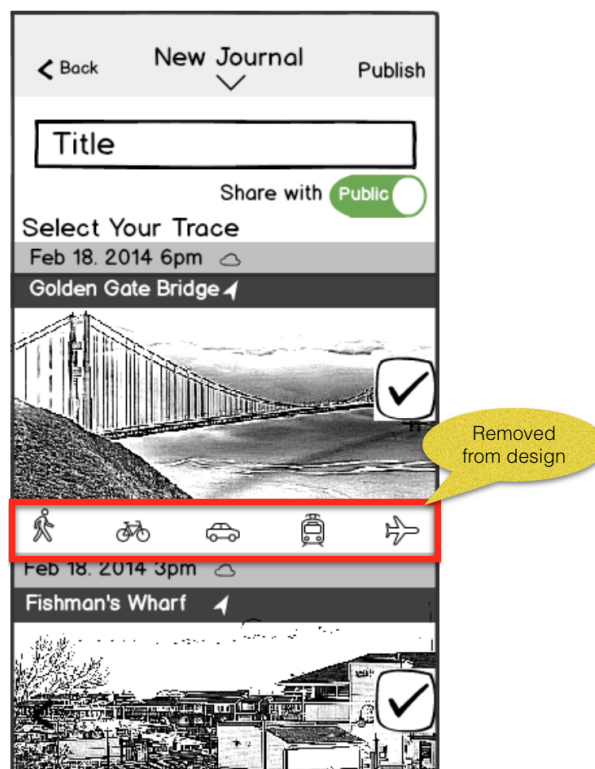 Back
New Journal
Publish
Title
Share with Public
Select Your Trace
Feb 18. 2014 6pm
Golden Gate Bridge
Removed
from design
Feb 18. 2014 3pm
Fishman's Wharf